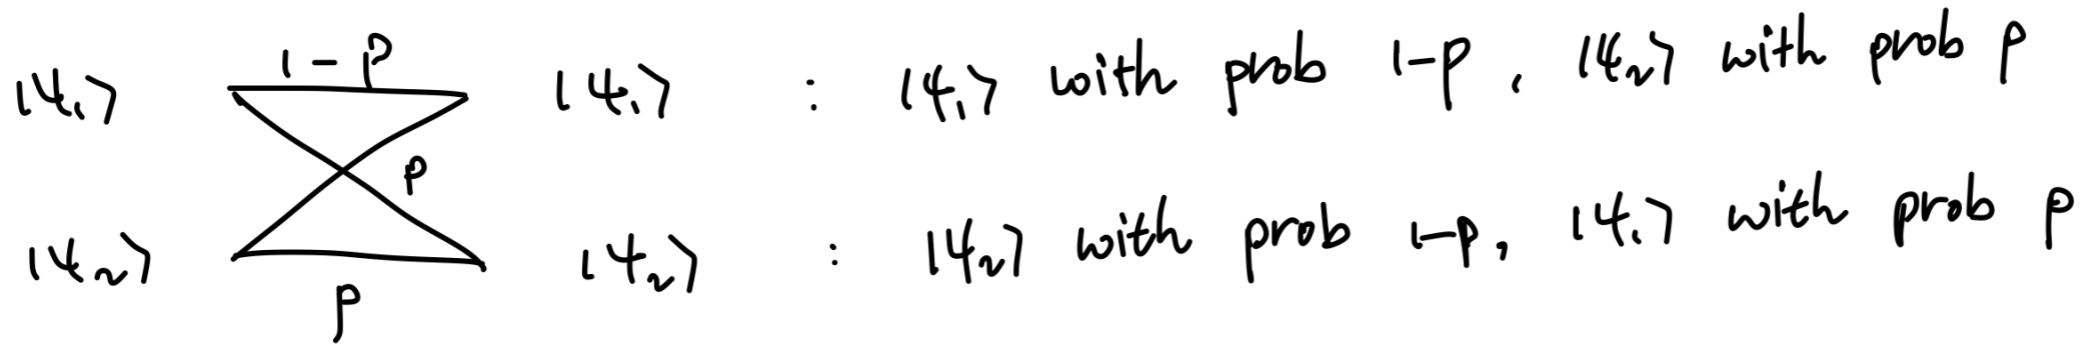 |ψ₁⟩ 1-p |ψ₁⟩ : |ψ₁⟩ with prob 1-p, |ψ₂⟩ with prob p
p
|ψ₂⟩ |ψ₂⟩ : |ψ₂⟩ with prob 1-p, |ψ₁⟩ with prob p
p